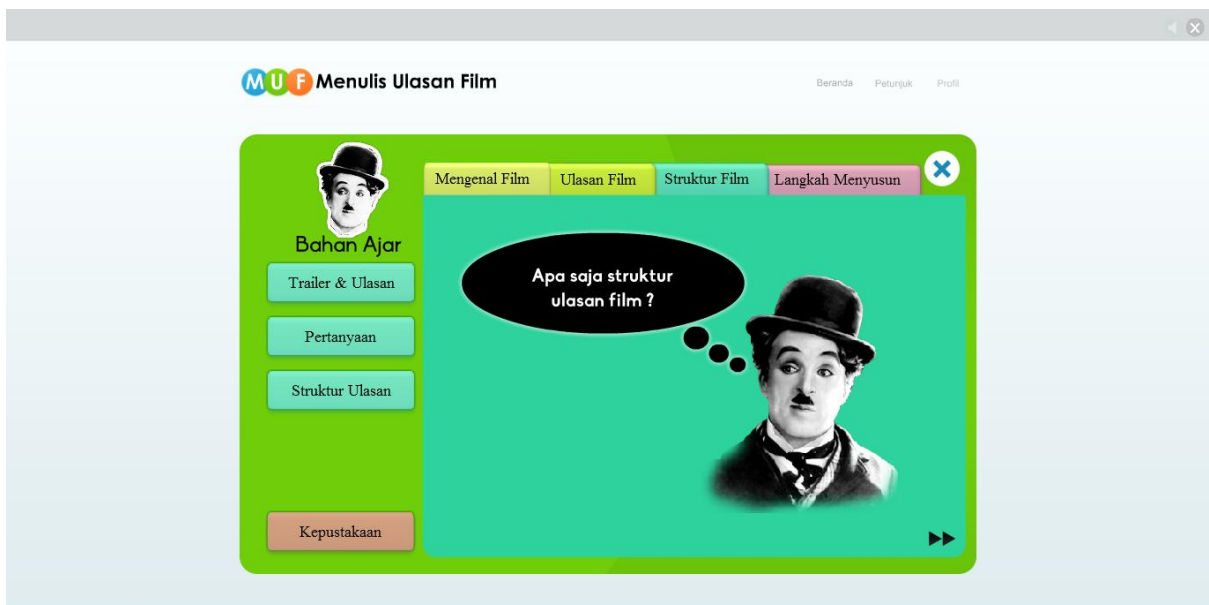 MUF Menulis Ulasan Film
Beranda Petunjuk Profil
Bahan Ajar
Trailer & Ulasan
Pertanyaan
Struktur Ulasan
Kepustakaan
Mengenal Film Ulasan Film Struktur Film Langkah Menyusun
Apa saja struktur
ulasan film ?